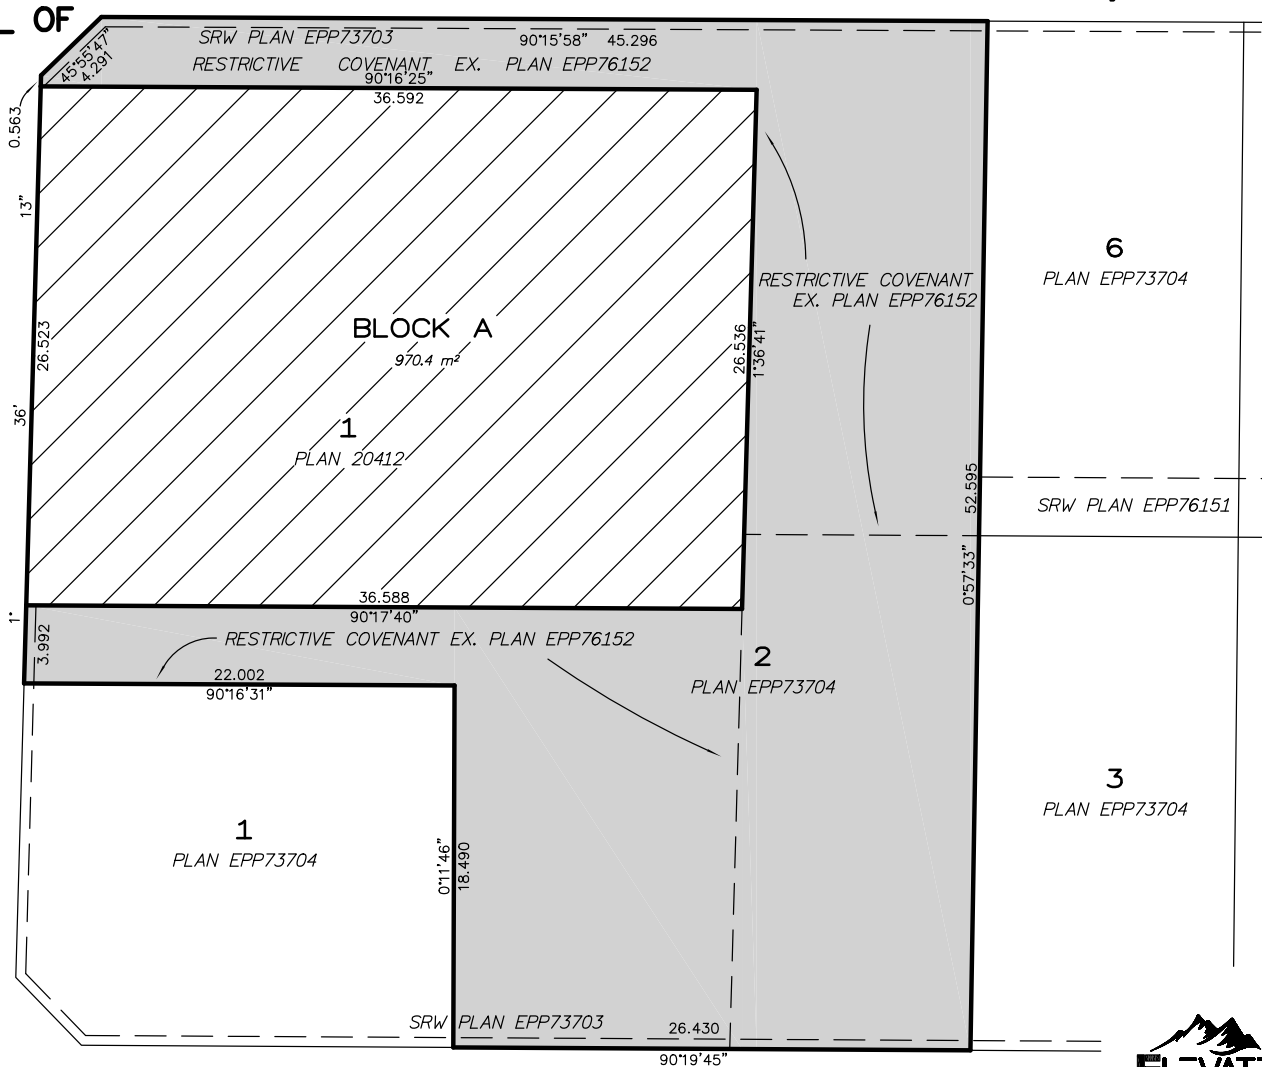 OF
SRW PLAN EPP73703
90°15'58" 45.296
45°55'47"
4.291
RESTRICTIVE COVENANT EX. PLAN EPP76152
90°16'25"
36.592
0.563
13"
6
PLAN EPP73704
RESTRICTIVE COVENANT
EX. PLAN EPP76152
BLOCK A
970.4 m²
26.523
26.536
1°36'41"
36'
1
PLAN 20412
52.595
0°57'33"
SRW PLAN EPP76151
36.588
90°17'40"
1°
3.992
RESTRICTIVE COVENANT EX. PLAN EPP76152
2
PLAN EPP73704
22.002
90°16'31"
3
PLAN EPP73704
1
PLAN EPP73704
0°11'46"
18.490
SRW PLAN EPP73703
26.430
90°19'45"